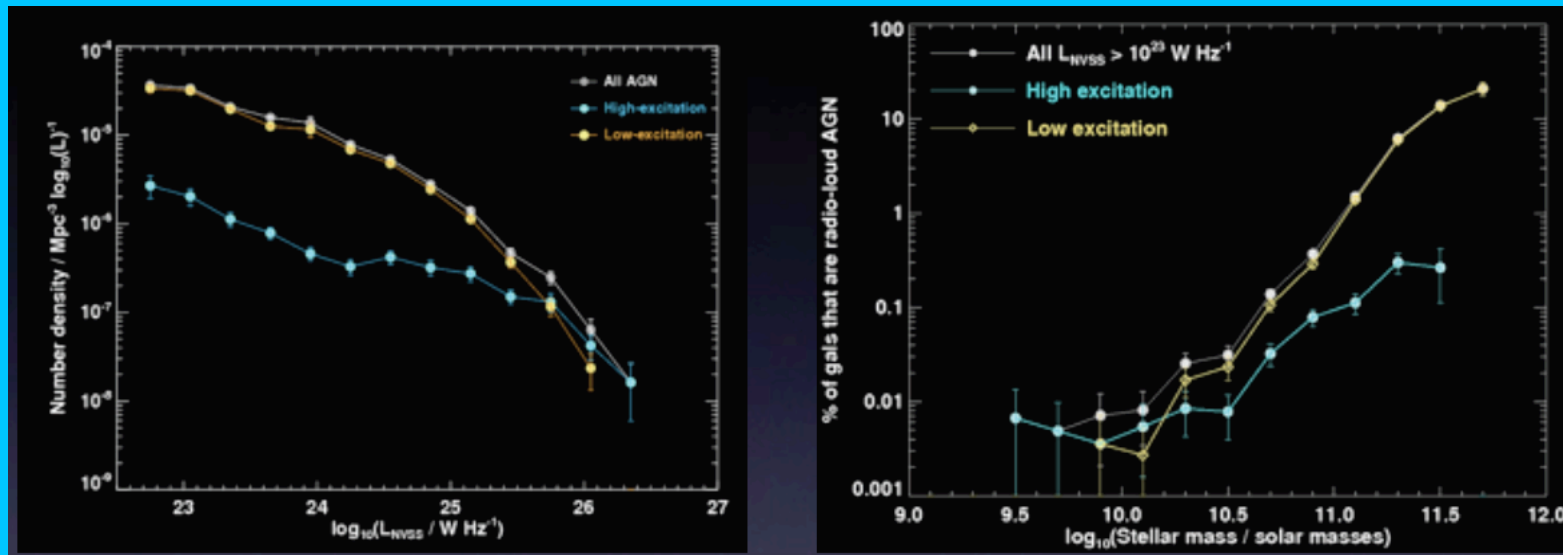 10⁻⁴
10⁻⁵
10⁻⁶
10⁻⁷
10⁻⁸
10⁻⁹
Number density / Mpc⁻³ log₁₀(L)⁻¹
All AGN
High-excitation
Low-excitation
23 24 25 26 27
log₁₀(L_NVSS / W Hz⁻¹)
100
10
1
0.1
0.01
0.001
% of gals that are radio-loud AGN
All L_NVSS > 10²³ W Hz⁻¹
High excitation
Low excitation
9.0 9.5 10.0 10.5 11.0 11.5 12.0
log₁₀(Stellar mass / solar masses)